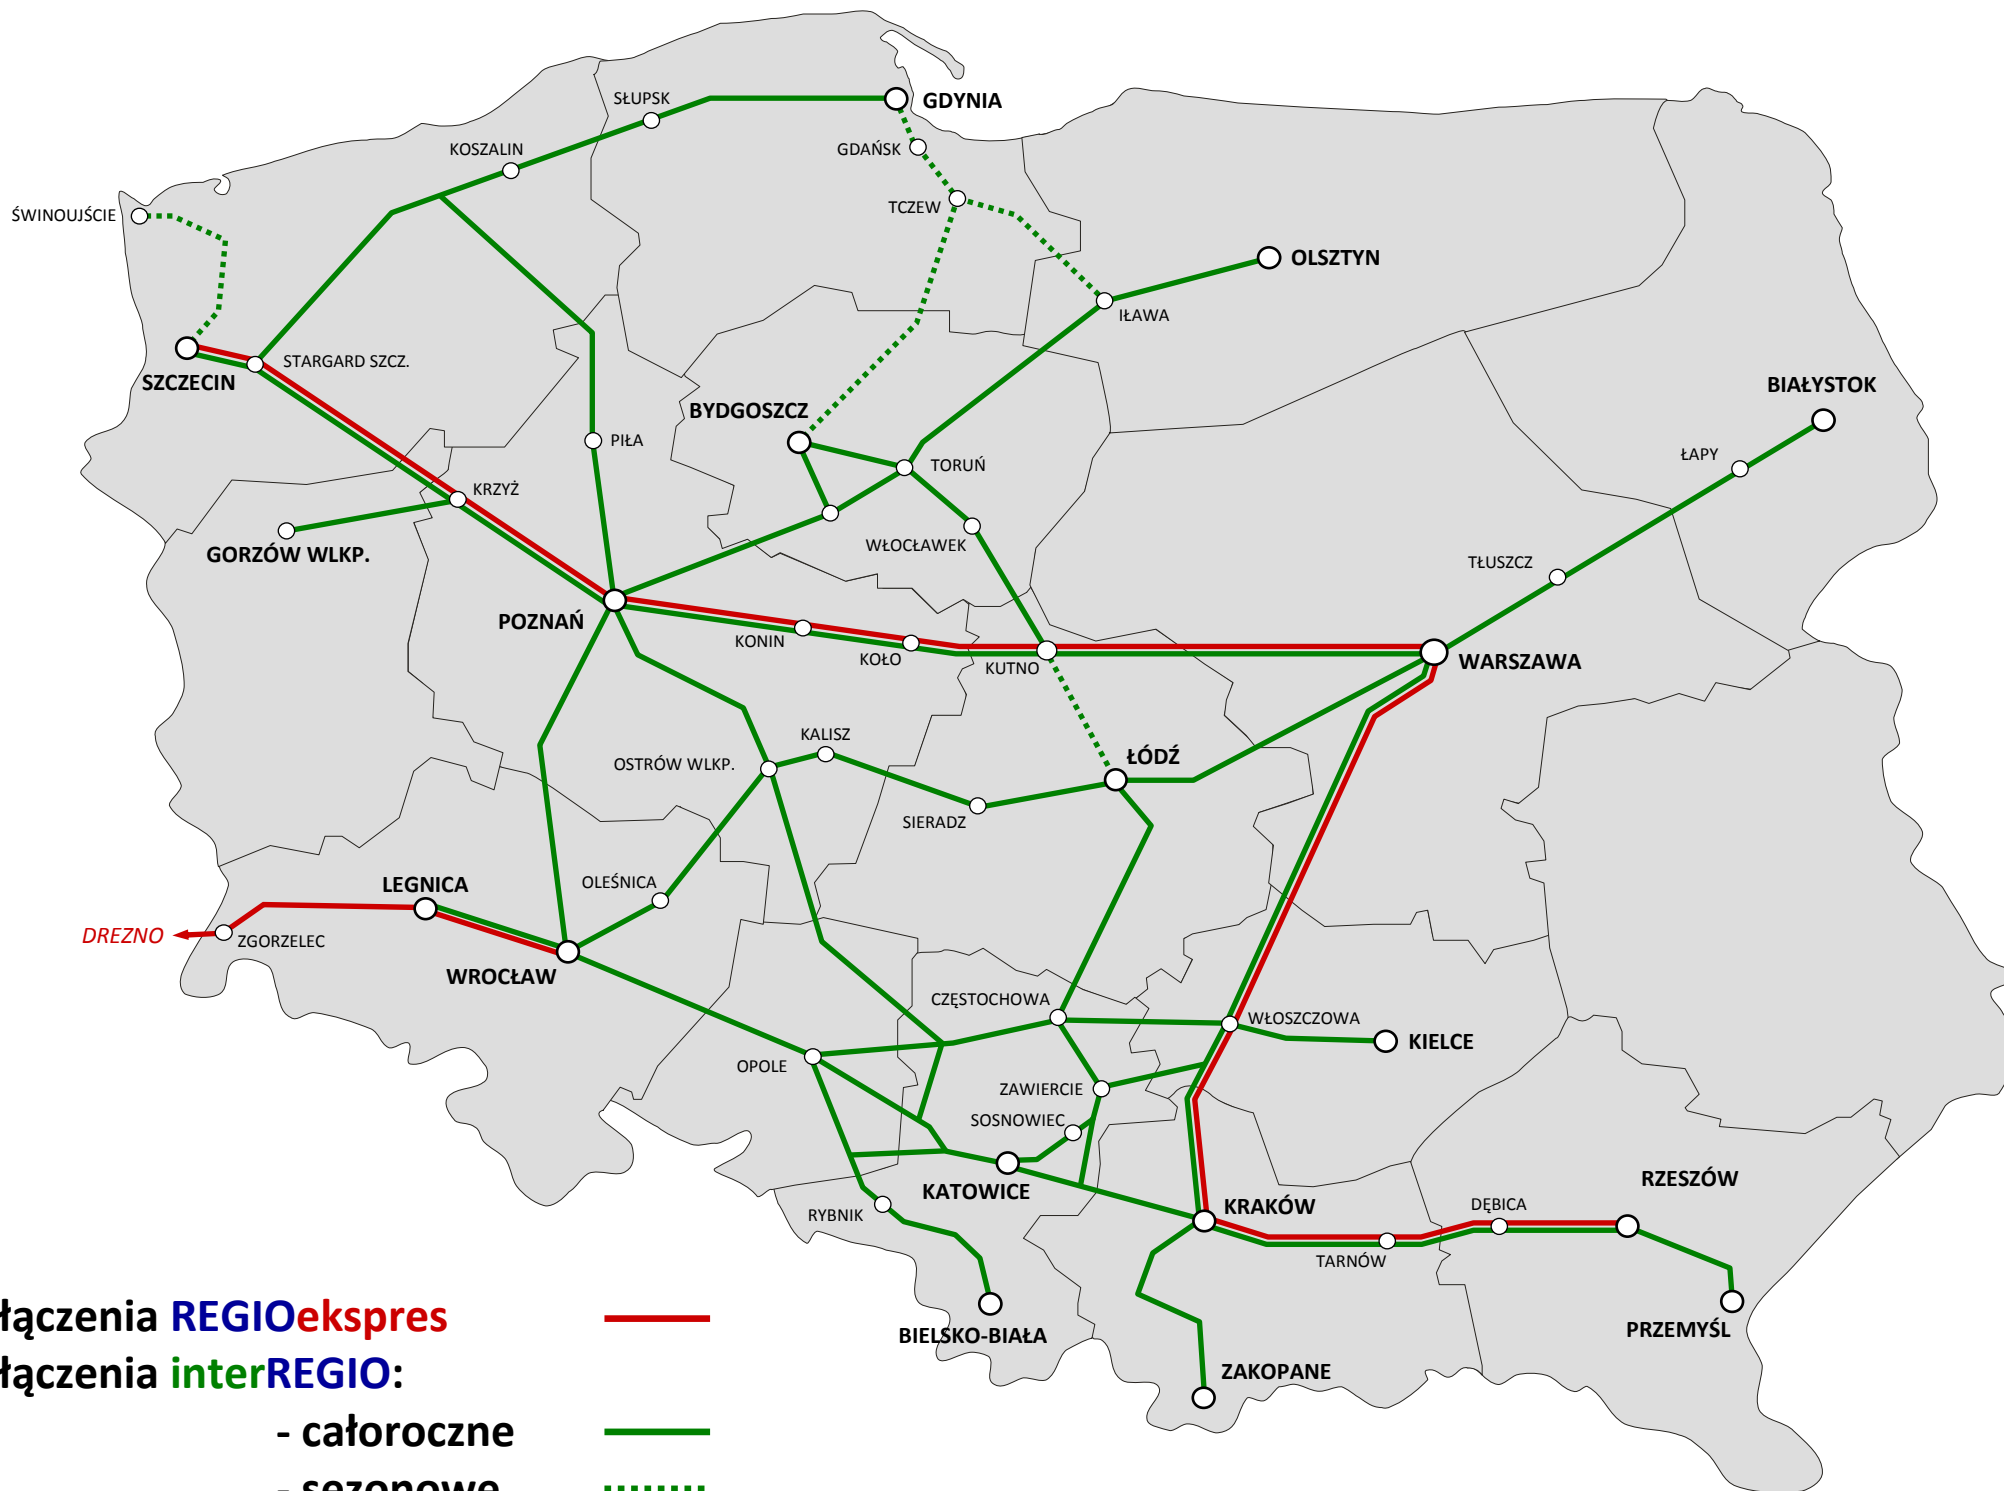 SŁUPSK
GDYNIA
KOSZALIN
GDAŃSK
ŚWINOUJŚCIE
TCZEW
OLSZTYN
IŁAWA
STARGARD SZCZ.
SZCZECIN
BIAŁYSTOK
BYDGOSZCZ
PIŁA
ŁAPY
TORUŃ
KRZYŻ
WŁOCŁAWEK
GORZÓW WLKP.
TŁUSZCZ
POZNAŃ
KONIN
KOŁO
KUTNO
WARSZAWA
KALISZ
ŁÓDŹ
OSTRÓW WLKP.
SIERADZ
LEGNICA
OLEŚNICA
DREZNO
ZGORZELEC
WROCŁAW
CZĘSTOCHOWA
WŁOSZCZOWA
KIELCE
OPOLE
ZAWIERCIE
SOSNOWIEC
KATOWICE
RZESZÓW
KRAKÓW
DĘBICA
RYBNIK
TARNÓW
łączenia REGIOekspres
BIELSKO-BIAŁA
PRZEMYŚL
łączenia interREGIO:
ZAKOPANE
- całoroczne
- sezonowe